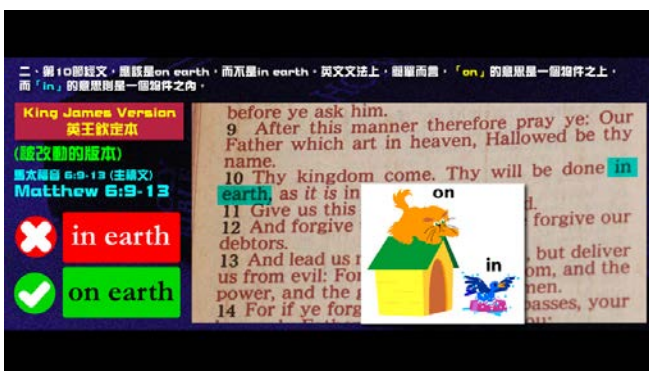 二、第10節經文，應該是on earth，而不是in earth。英文文法上，簡單而言，「on」的意思是一個物件之上，
而「in」的意思則是一個物件之內。
King James Version
英王欽定本
(被改動的版本)
馬太福音 6:9-13 (主禱文)
Matthew 6:9-13
in earth
on earth
before ye ask him.
9 After this manner therefore pray ye: Our
Father which art in heaven, Hallowed be thy
name.
10 Thy kingdom come. Thy will be done in
earth, as it is in
11 Give us this
12 And forgive forgive our
debtors.
13 And lead us but deliver
us from evil: For and the
power, and the
14 For if ye forg your
on
in